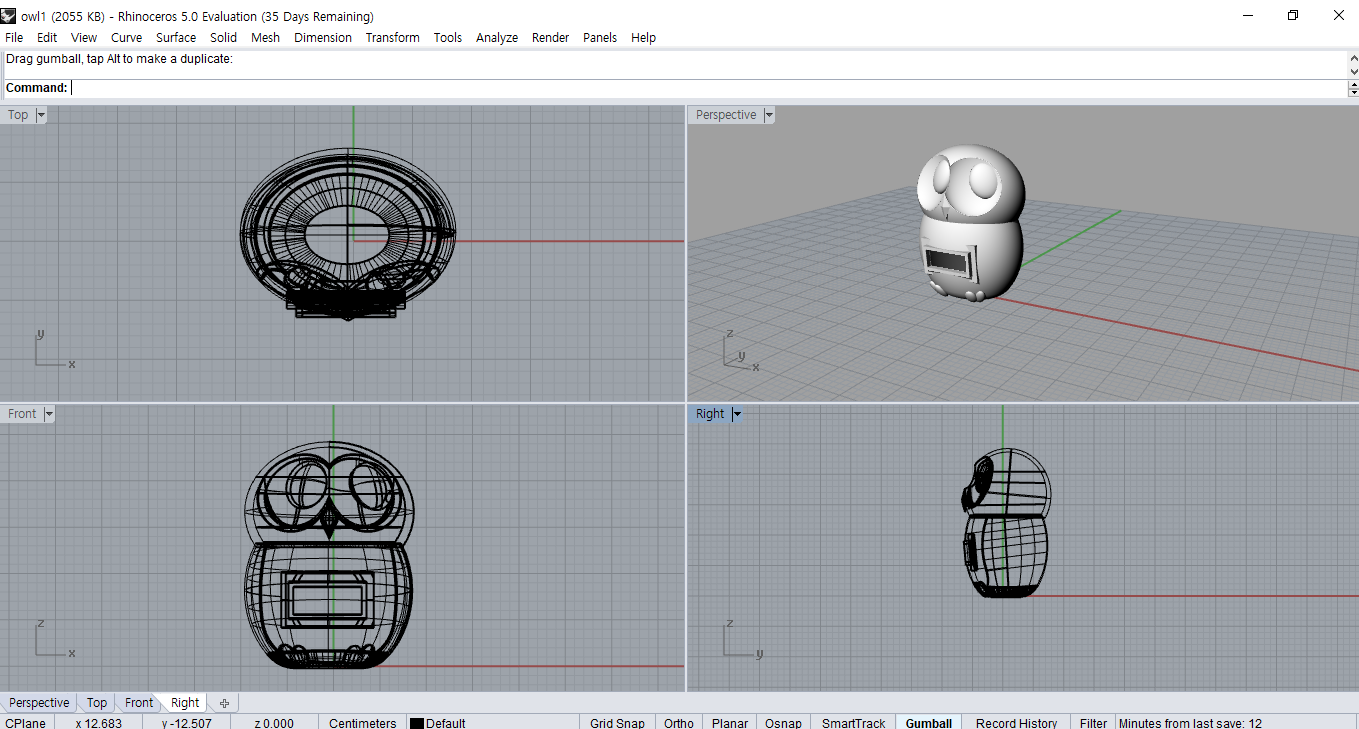 owl1 (2055 KB) - Rhinoceros 5.0 Evaluation (35 Days Remaining)
File Edit View Curve Surface Solid Mesh Dimension Transform Tools Analyze Render Panels Help
Drag gumball, tap Alt to make a duplicate:
Command:
Top
Perspective
y
x
z
y
x
Front
Right
z
x
z
y
Perspective Top Front Right
CPlane x 12.683 y -12.507 z 0.000 Centimeters Default Grid Snap Ortho Planar Osnap SmartTrack Gumball Record History Filter Minutes from last save: 12